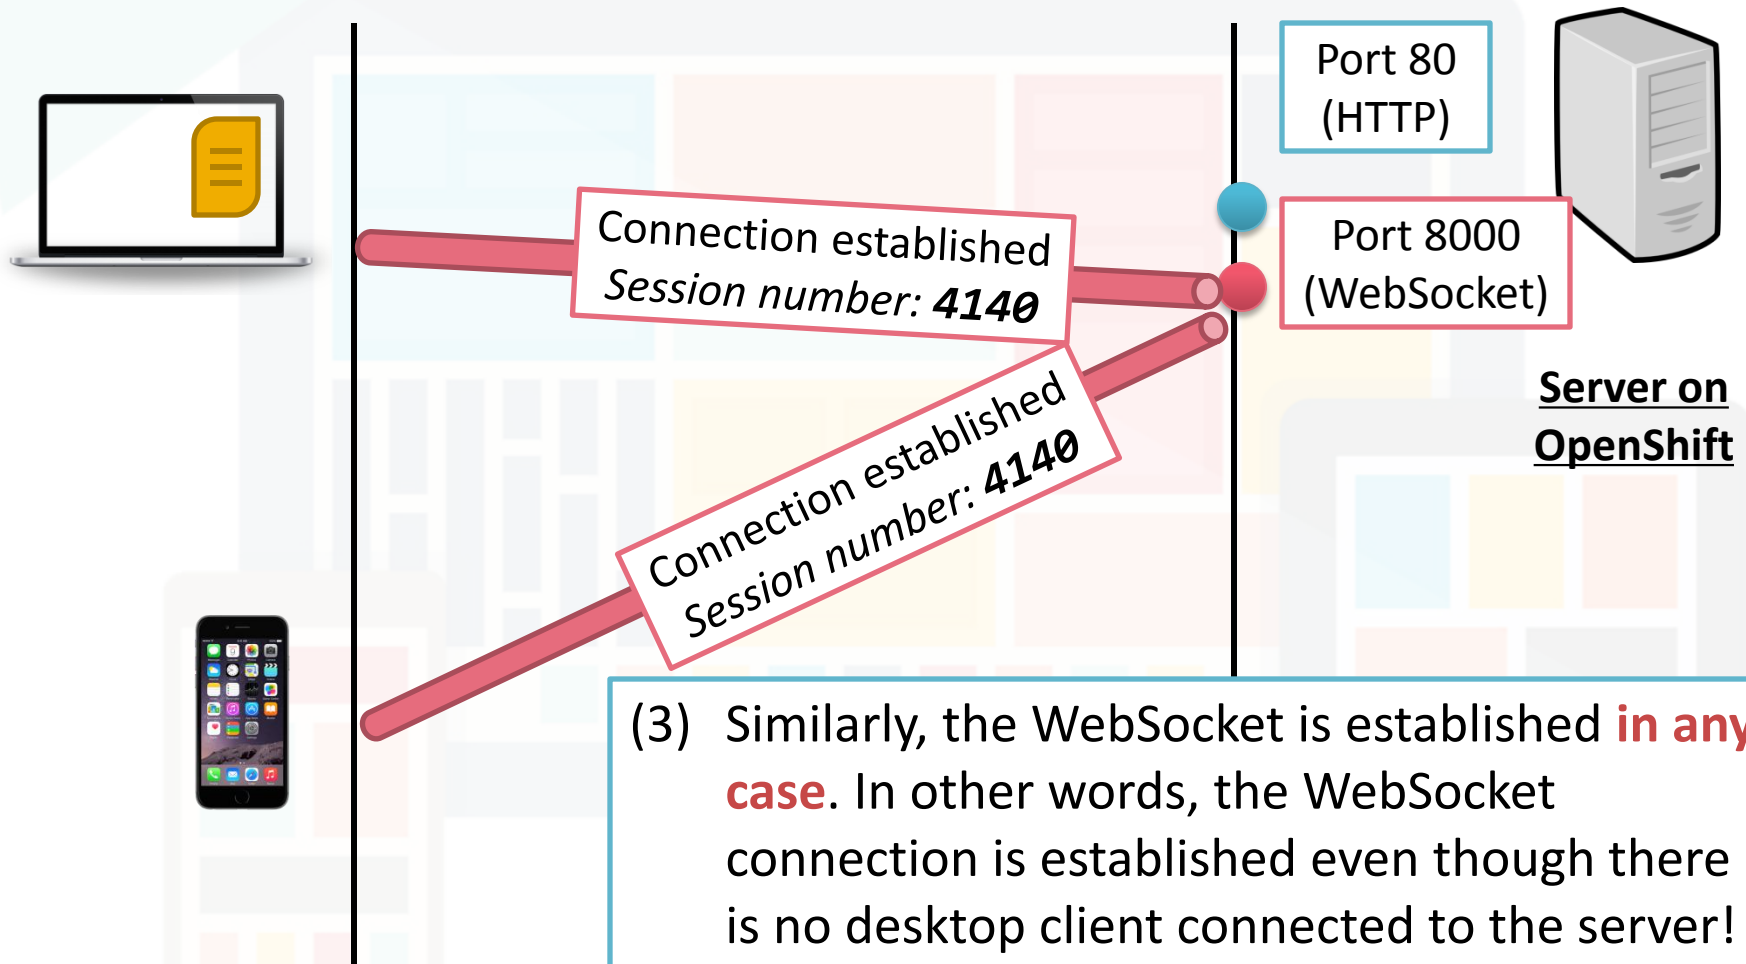 Port 80
(HTTP)
Connection established
Session number: 4140
Port 8000
(WebSocket)
Server on
OpenShift
Connection established
Session number: 4140
(3) Similarly, the WebSocket is established in any
case. In other words, the WebSocket
connection is established even though there
is no desktop client connected to the server!